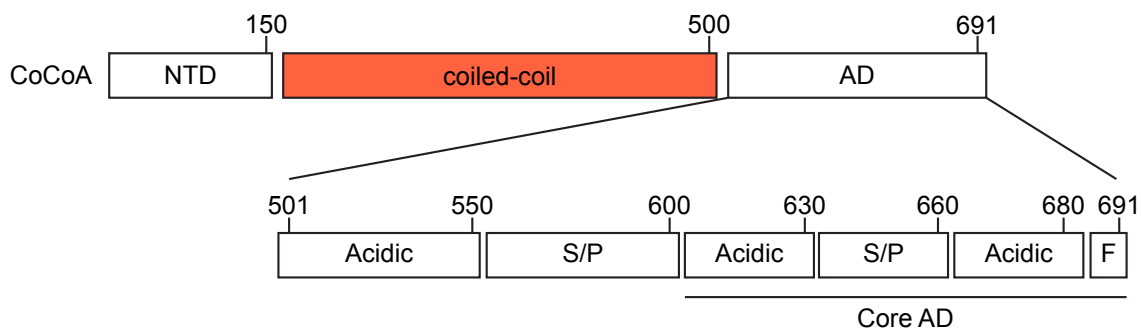 150 500 691
CoCoA NTD coiled-coil AD
501 550 600 630 660 680 691
Acidic S/P Acidic S/P Acidic F
Core AD